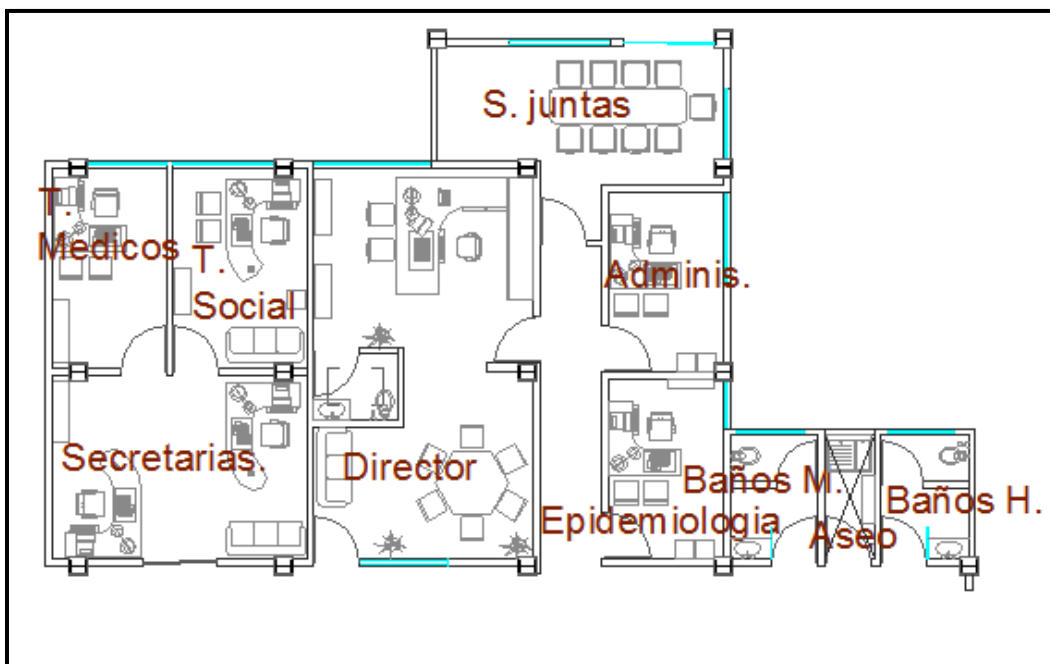 S. juntas
T.
Medicos
T.
Social
Adminis.
Secretarias.
Director
Epidemiologia
Baños M.
Aseo
Baños H.